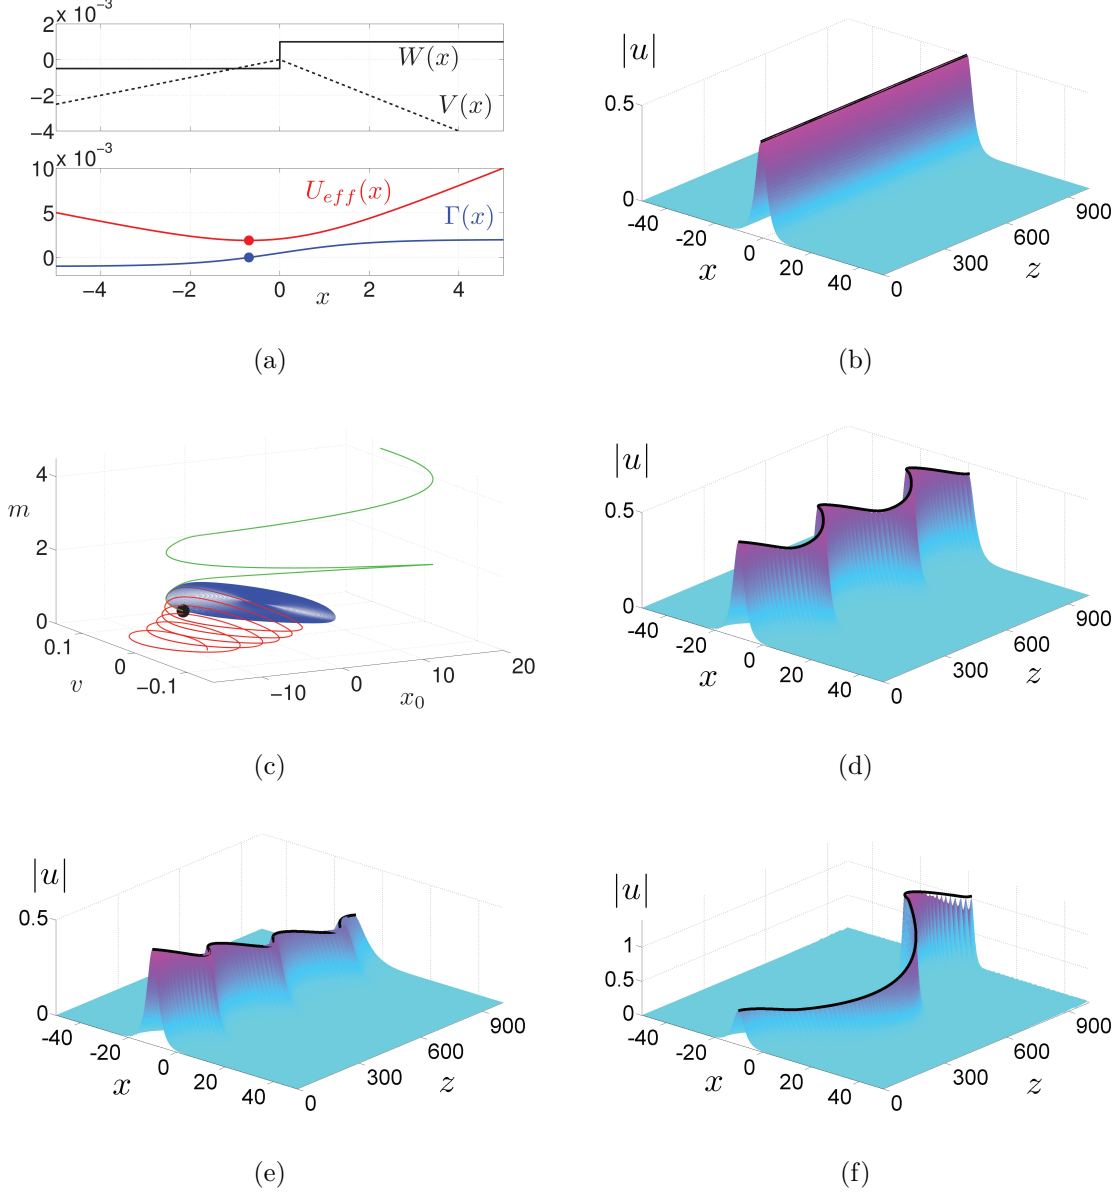 x 10⁻³
2
0
−2
−4
W(x)
V(x)
x 10⁻³
10
5
0
U_eff(x)
Γ(x)
−4 −2 0 2 4
x
(a)
|u|
0.5
0
−40 −20 0 20 40
x
0 300 600 900
z
(b)
m
4
2
0
0.1 0 −0.1
v
−10 0 10 20
x₀
(c)
|u|
0.5
0
−40 −20 0 20 40
x
0 300 600 900
z
(d)
|u|
0.5
0
−40 −20 0 20 40
x
0 300 600 900
z
(e)
|u|
1
0.5
0
−40 −20 0 20 40
x
0 300 600 900
z
(f)